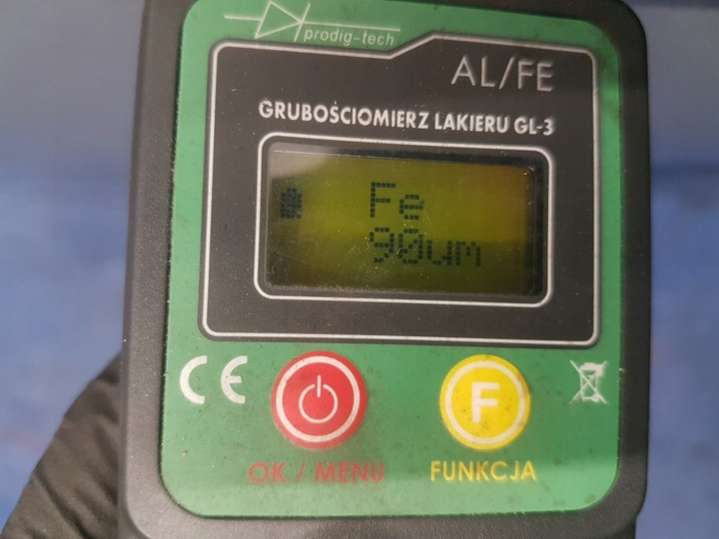 prodig-tech
AL/FE
GRUBOŚCIOMIERZ LAKIERU GL-3
Fe
90um
CE
F
OK / MENU
FUNKCJA